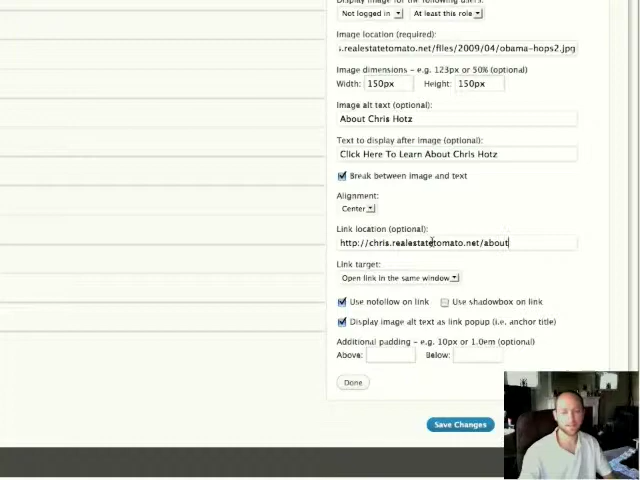 Display image for the following users:
Not logged in At least this role
Image location (required):
s.realestatetomato.net/files/2009/04/obama-hops2.jpg
Image dimensions - e.g. 123px or 50% (optional)
Width: 150px Height: 150px
Image alt text (optional):
About Chris Hotz
Text to display after image (optional):
Click Here To Learn About Chris Hotz
Break between image and text
Alignment:
Center
Link location (optional):
http://chris.realestatetomato.net/about
Link target:
Open link in the same window
Use nofollow on link Use shadowbox on link
Display image alt text as link popup (i.e. anchor title)
Additional padding - e.g. 10px or 1.0em (optional)
Above: Below:
Done
Save Changes